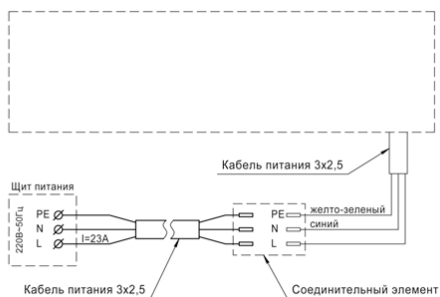 Кабель питания 3х2,5
Щит питания
220В~50Гц
PE
N
L
I=23А
PE
N
L
желто-зеленый
синий
Кабель питания 3х2,5
Соединительный элемент